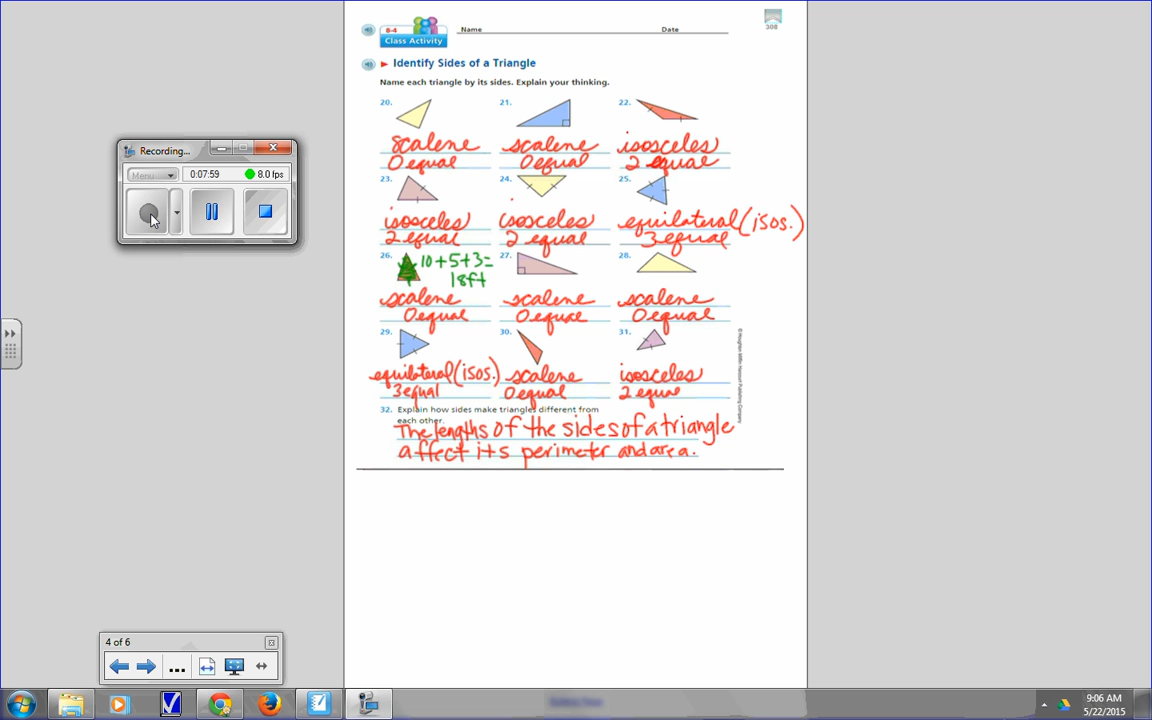 308
8-4
Class Activity
Name
Date
Identify Sides of a Triangle
Name each triangle by its sides. Explain your thinking.
20.
21.
22.
scalene
scalene
isosceles
0 equal
0 equal
2 equal
23.
24.
25.
isosceles
isosceles
equilateral (isos.)
2 equal
2 equal
3 equal
26.
10+5+3=
18ft
27.
28.
scalene
scalene
scalene
0 equal
0 equal
0 equal
29.
30.
31.
equilateral (isos.)
scalene
isosceles
3 equal
0 equal
2 equal
32. Explain how sides make triangles different from
each other.
The lengths of the sides of a triangle
affect its perimeter and area.
Recording...
Menu
0:07:59
8.0 fps
4 of 6
9:06 AM
5/22/2015